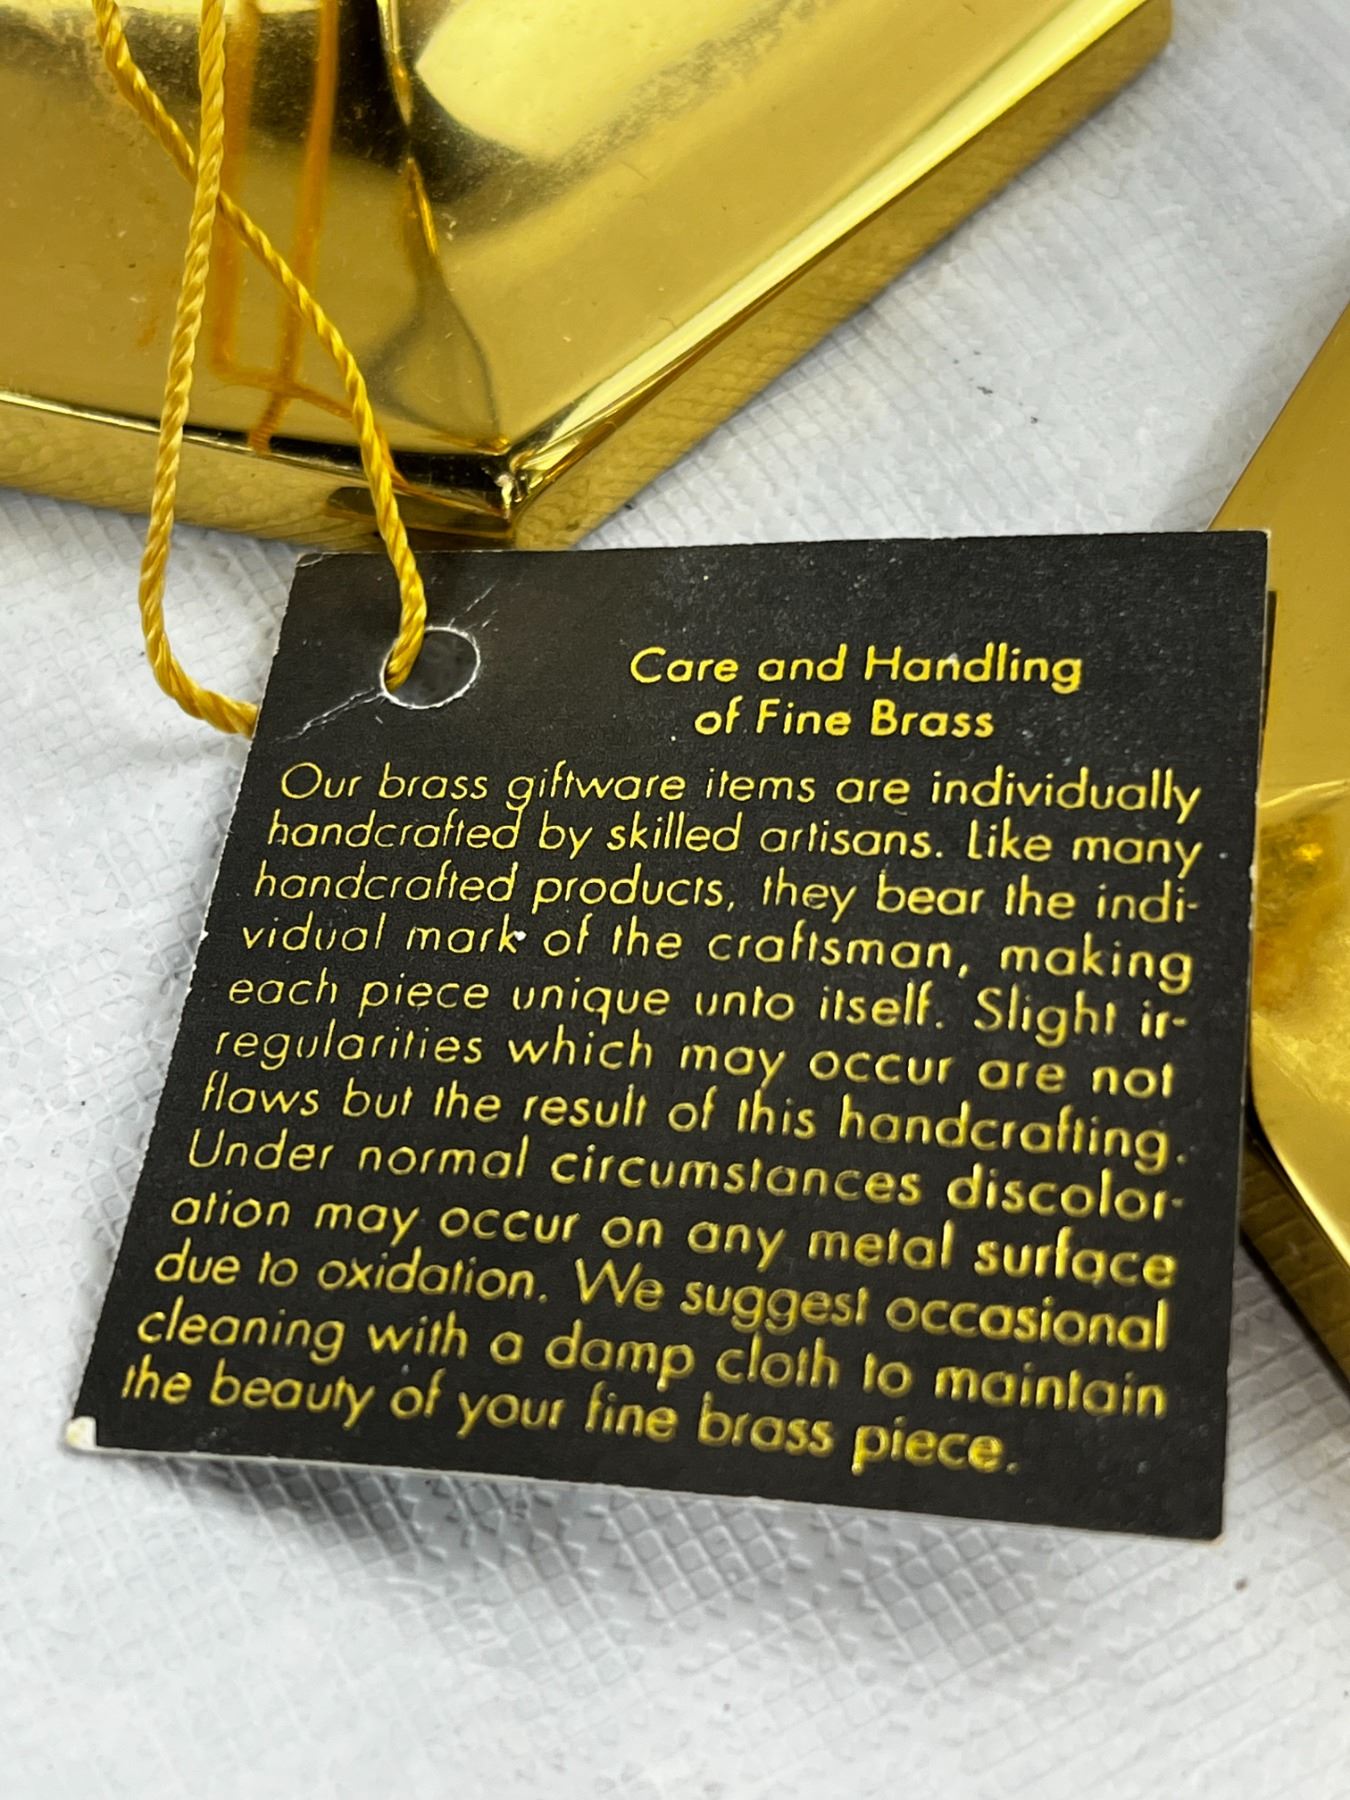 Care and Handling
of Fine Brass
Our brass giftware items are individually
handcrafted by skilled artisans. Like many
handcrafted products, they bear the indi-
vidual mark of the craftsman, making
each piece unique unto itself. Slight ir-
regularities which may occur are not
flaws but the result of this handcrafting.
Under normal circumstances discolor-
ation may occur on any metal surface
due to oxidation. We suggest occasional
cleaning with a damp cloth to maintain
the beauty of your fine brass piece.